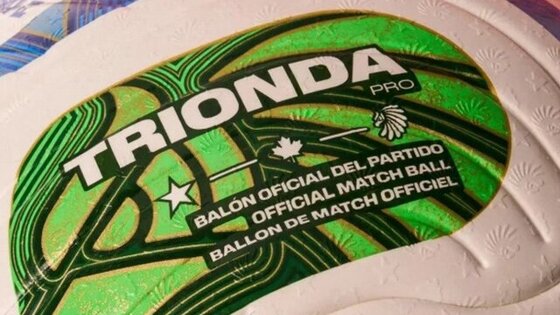 TRIONDA
PRO
BALÓN OFICIAL DEL PARTIDO
OFFICIAL MATCH BALL
BALLON DE MATCH OFFICIEL